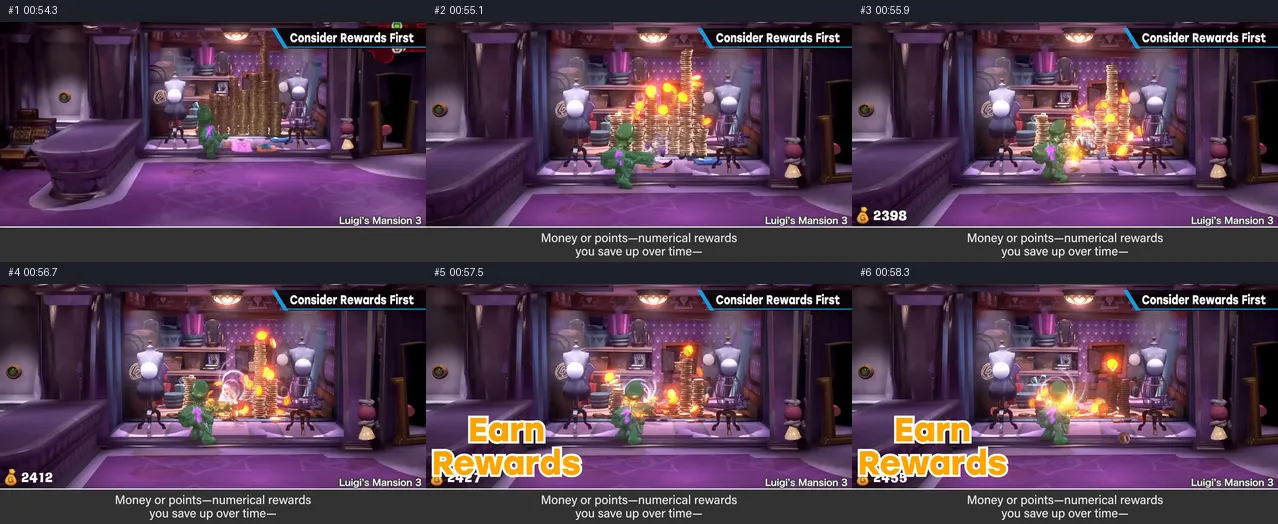 #1 00:54.3
Consider Rewards First
Luigi's Mansion 3
#2 00:55.1
Consider Rewards First
Luigi's Mansion 3
Money or points—numerical rewards
you save up over time—
#3 00:55.9
Consider Rewards First
2398
Luigi's Mansion 3
Money or points—numerical rewards
you save up over time—
#4 00:56.7
Consider Rewards First
2412
Luigi's Mansion 3
Money or points—numerical rewards
you save up over time—
#5 00:57.5
Consider Rewards First
Earn
Rewards
2427
Luigi's Mansion 3
Money or points—numerical rewards
you save up over time—
#6 00:58.3
Consider Rewards First
Earn
Rewards
Luigi's Mansion 3
Money or points—numerical rewards
you save up over time—